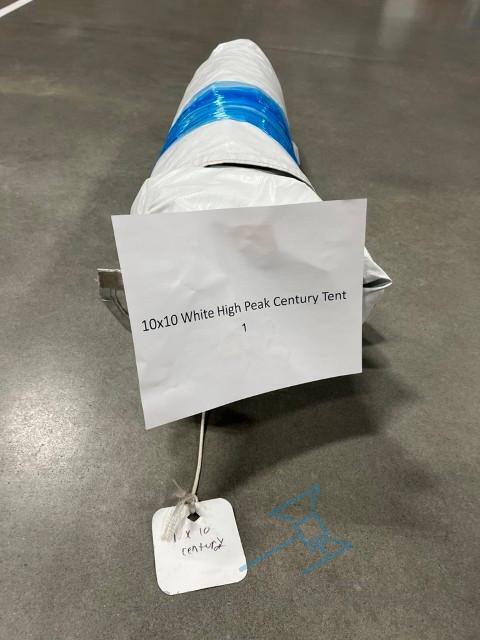 10x10 White High Peak Century Tent
1
x 10
century